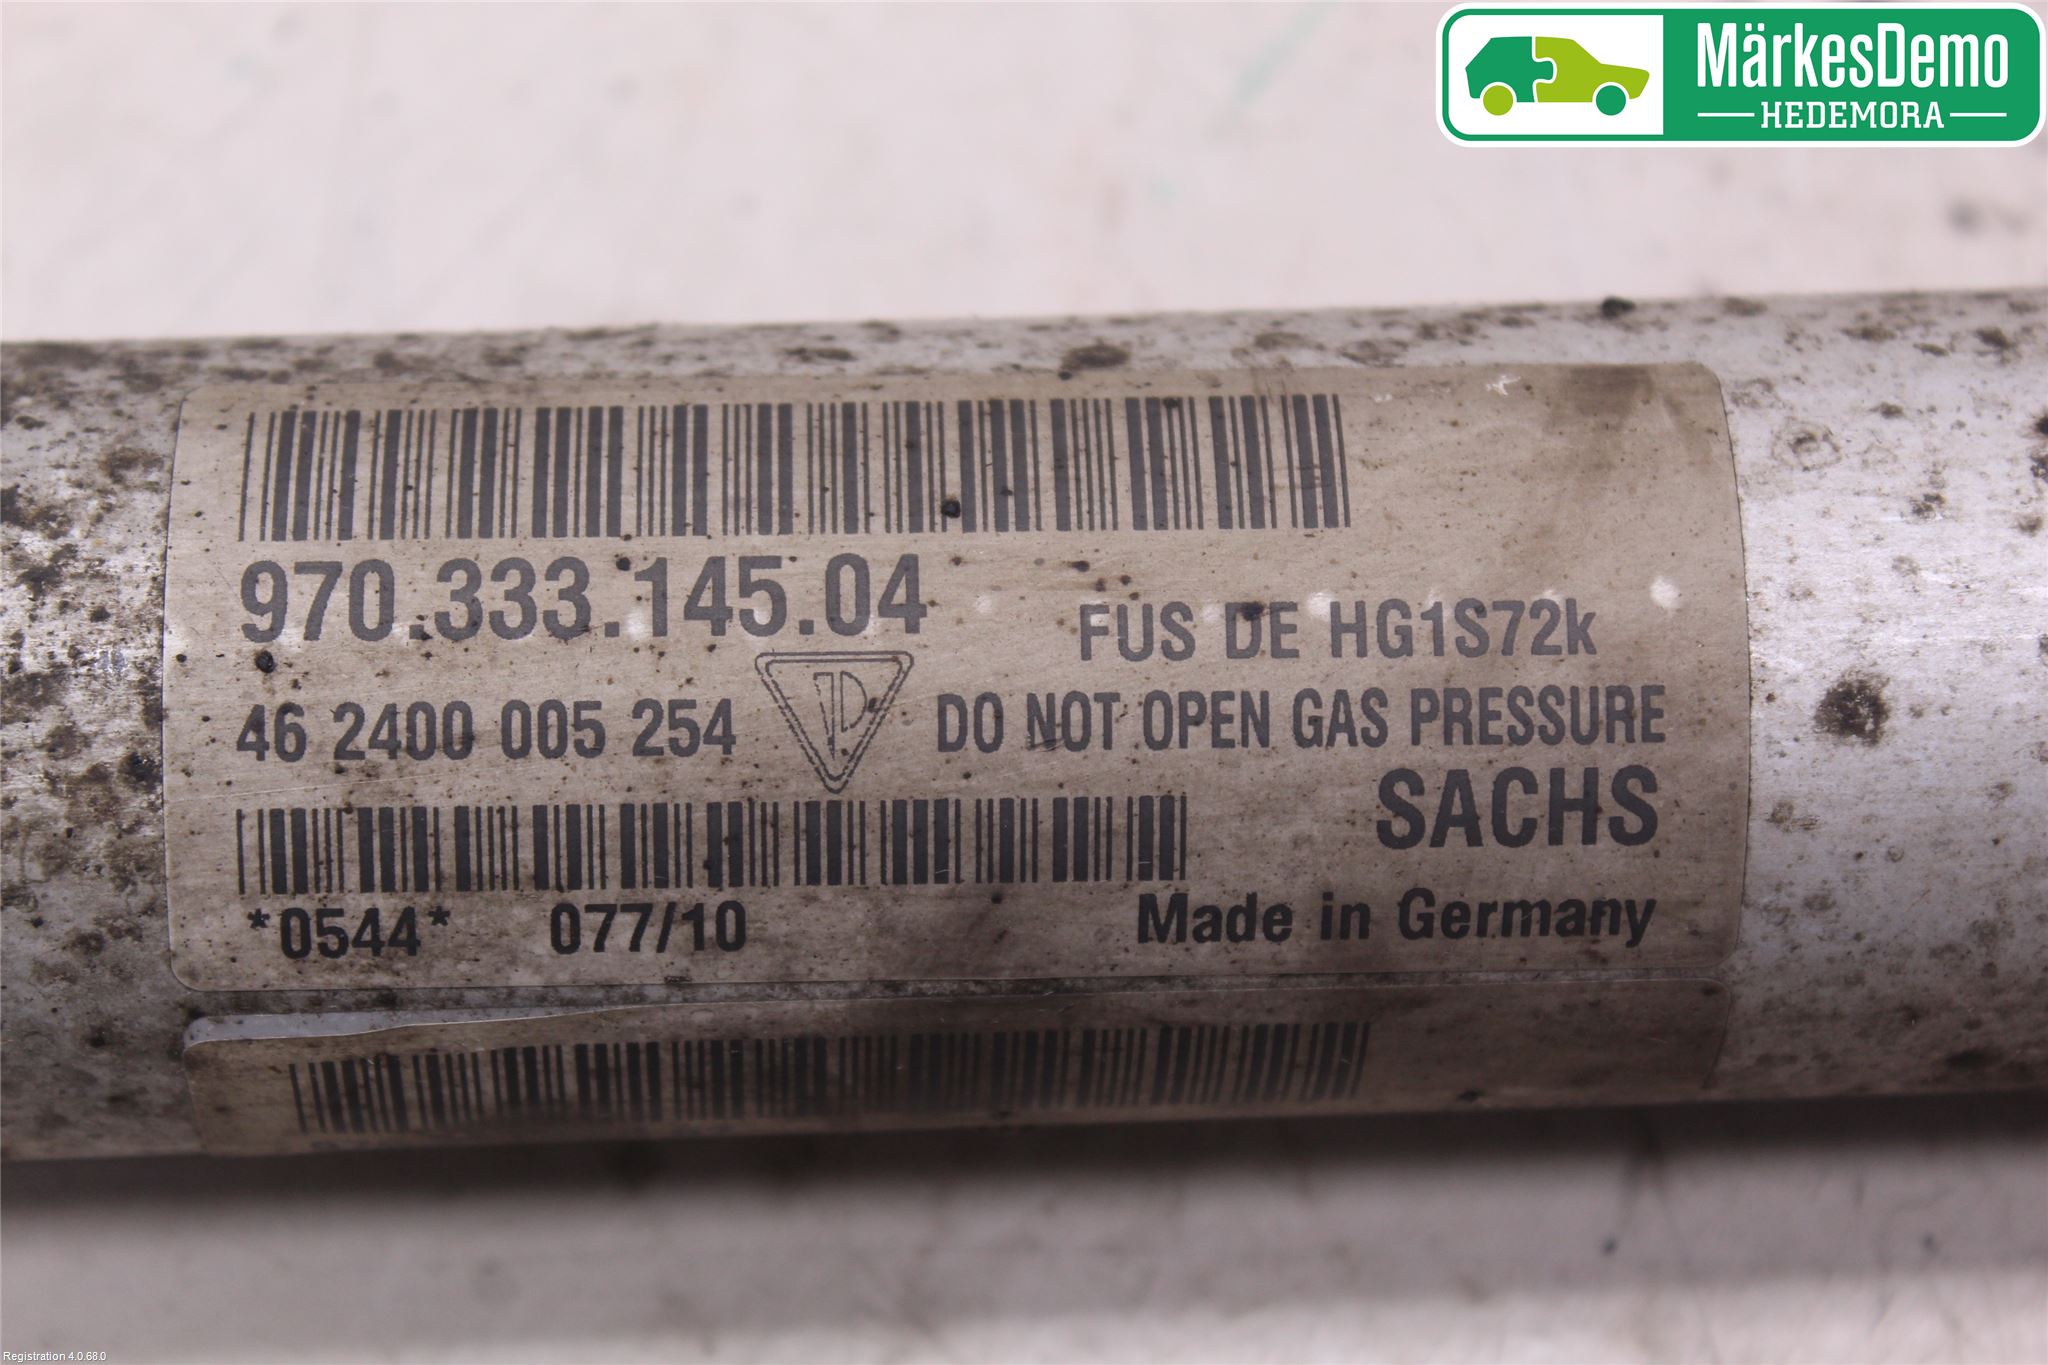 MärkesDemo
HEDEMORA
970.333.145.04
FUS DE HG1S72k
46 2400 005 254
DO NOT OPEN GAS PRESSURE
SACHS
*0544* 077/10
Made in Germany
Registration 4.0.68.0